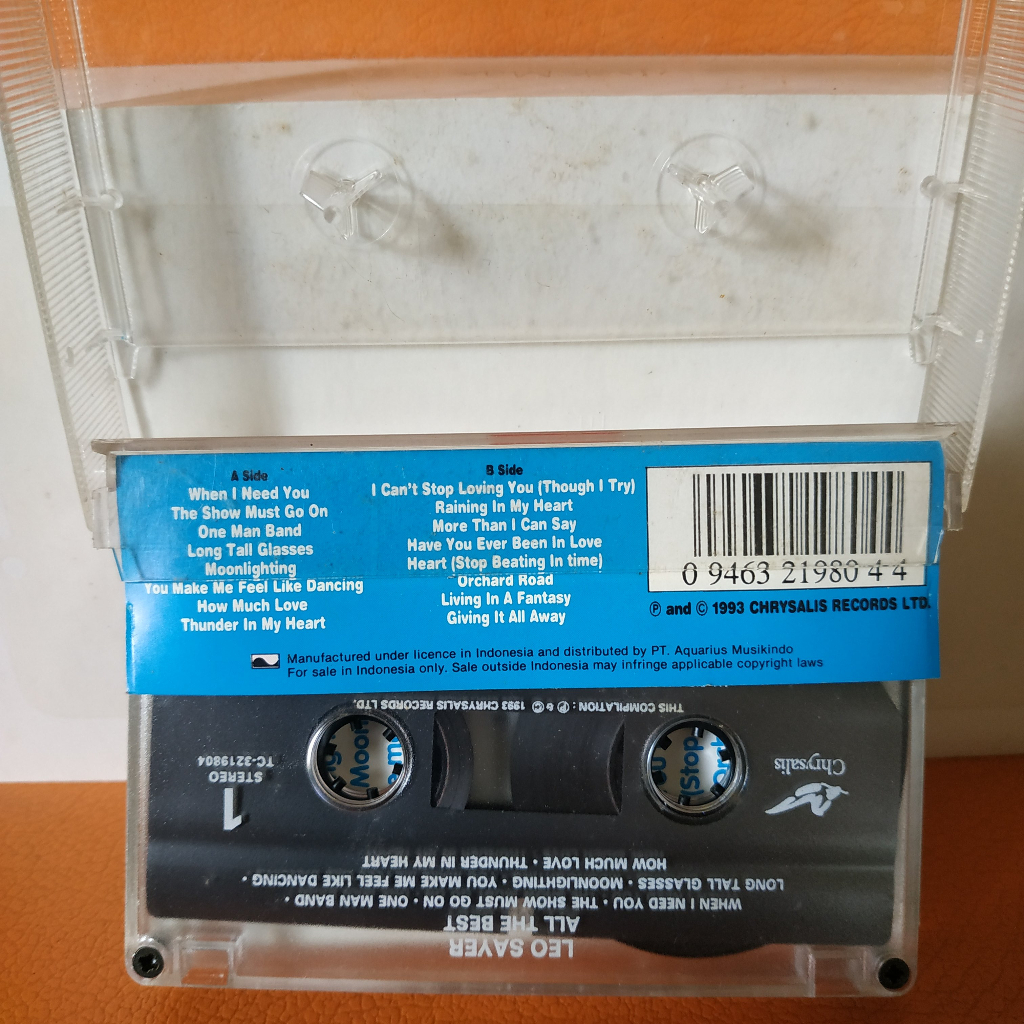 A Side
When I Need You
The Show Must Go On
One Man Band
Long Tall Glasses
Moonlighting
You Make Me Feel Like Dancing
How Much Love
Thunder In My Heart
B Side
I Can't Stop Loving You (Though I Try)
Raining In My Heart
More Than I Can Say
Have You Ever Been In Love
Heart (Stop Beating In time)
Orchard Road
Living In A Fantasy
Giving It All Away
0 9463 21980 4 4
Ⓟ and © 1993 CHRYSALIS RECORDS LTD.
Manufactured under licence in Indonesia and distributed by PT. Aquarius Musikindo
For sale in Indonesia only. Sale outside Indonesia may infringe applicable copyright laws
LEO SAYER
ALL THE BEST
WHEN I NEED YOU • THE SHOW MUST GO ON • ONE MAN BAND •
LONG TALL GLASSES • MOONLIGHTING • YOU MAKE ME FEEL LIKE DANCING •
HOW MUCH LOVE • THUNDER IN MY HEART
Chrysalis
1
STEREO
TC-3219804
THIS COMPILATION : Ⓟ & © 1993 CHRYSALIS RECORDS LTD.
Moon
(Stop